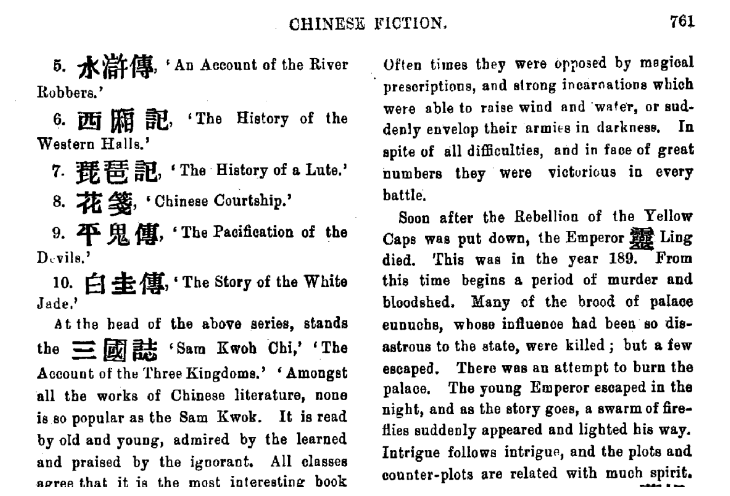 CHINESE FICTION.
761
5. 水滸傳, ‘An Account of the River
Robbers.’
6. 西廂記, ‘The History of the
Western Halls.’
7. 琵琶記, ‘The History of a Lute.’
8. 花箋, ‘Chinese Courtship.’
9. 平鬼傳, ‘The Pacification of the
Devils.’
10. 白圭傳, ‘The Story of the White
Jade.’
At the head of the above series, stands
the 三國誌 ‘Sam Kwoh Chi,’ ‘The
Account of the Three Kingdoms.’ ‘Amongst
all the works of Chinese literature, none
is so popular as the Sam Kwok. It is read
by old and young, admired by the learned
and praised by the ignorant. All classes
agree that it is the most interesting book
Often times they were opposed by magical
prescriptions, and strong incarnations which
were able to raise wind and water, or sud-
denly envelop their armies in darkness. In
spite of all difficulties, and in face of great
numbers they were victorious in every
battle.
Soon after the Rebellion of the Yellow
Caps was put down, the Emperor 靈 Ling
died. This was in the year 189. From
this time begins a period of murder and
bloodshed. Many of the brood of palace
eunuchs, whose influence had been so dis-
astrous to the state, were killed; but a few
escaped. There was an attempt to burn the
palace. The young Emperor escaped in the
night, and as the story goes, a swarm of fire-
flies suddenly appeared and lighted his way.
Intrigue follows intrigue, and the plots and
counter-plots are related with much spirit.